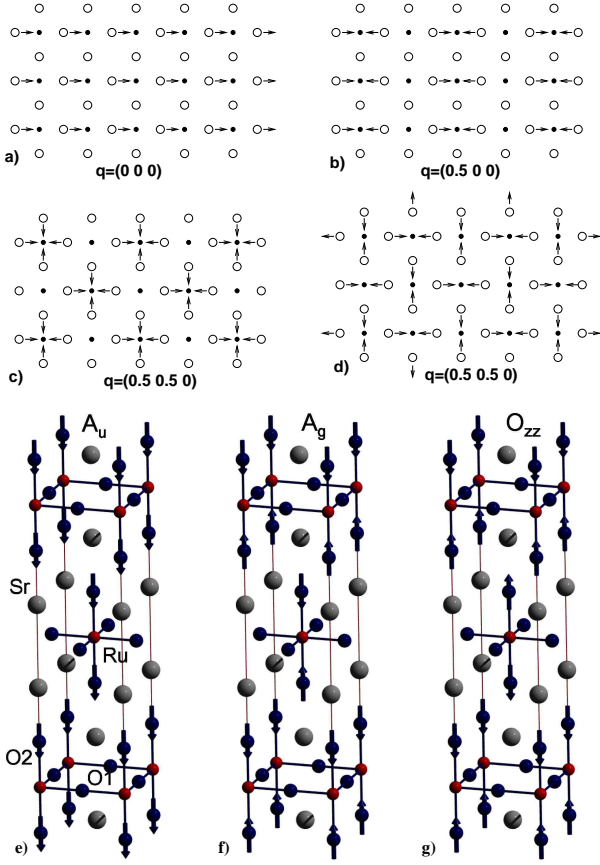 a)
q=(0 0 0)
b)
q=(0.5 0 0)
c)
q=(0.5 0.5 0)
d)
q=(0.5 0.5 0)
Au
Ag
Ozz
Sr
Ru
O2
O1
e)
f)
g)